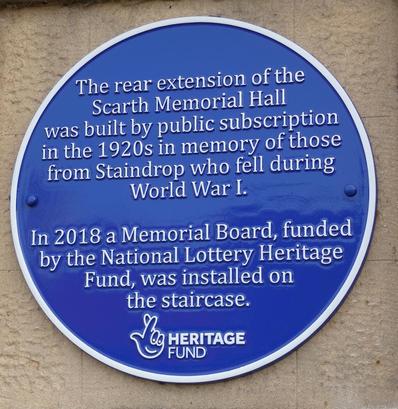 The rear extension of the
Scarth Memorial Hall
was built by public subscription
in the 1920s in memory of those
from Staindrop who fell during
World War I.
In 2018 a Memorial Board, funded
by the National Lottery Heritage
Fund, was installed on
the staircase.
HERITAGE
FUND